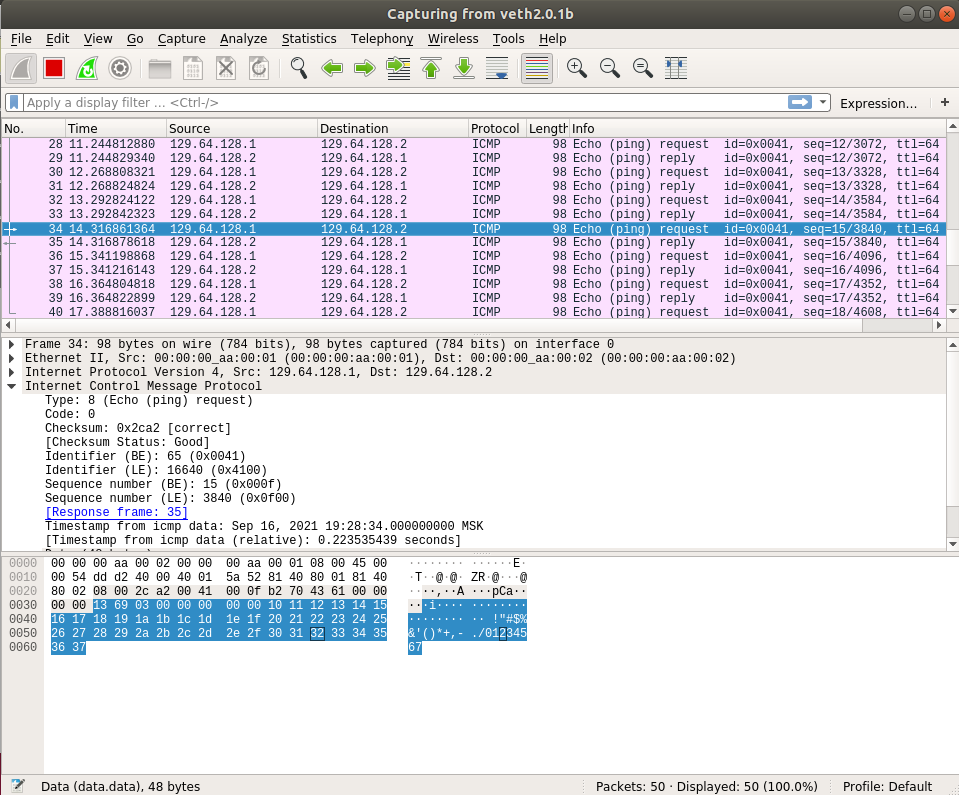 Capturing from veth2.0.1b
File Edit View Go Capture Analyze Statistics Telephony Wireless Tools Help
Apply a display filter … <Ctrl-/> Expression… +
No. Time Source Destination Protocol Length Info
28 11.244812880 129.64.128.1 129.64.128.2 ICMP 98 Echo (ping) request id=0x0041, seq=12/3072, ttl=64
29 11.244829340 129.64.128.2 129.64.128.1 ICMP 98 Echo (ping) reply id=0x0041, seq=12/3072, ttl=64
30 12.268808321 129.64.128.1 129.64.128.2 ICMP 98 Echo (ping) request id=0x0041, seq=13/3328, ttl=64
31 12.268824824 129.64.128.2 129.64.128.1 ICMP 98 Echo (ping) reply id=0x0041, seq=13/3328, ttl=64
32 13.292824122 129.64.128.1 129.64.128.2 ICMP 98 Echo (ping) request id=0x0041, seq=14/3584, ttl=64
33 13.292842323 129.64.128.2 129.64.128.1 ICMP 98 Echo (ping) reply id=0x0041, seq=14/3584, ttl=64
34 14.316861364 129.64.128.1 129.64.128.2 ICMP 98 Echo (ping) request id=0x0041, seq=15/3840, ttl=64
35 14.316878618 129.64.128.2 129.64.128.1 ICMP 98 Echo (ping) reply id=0x0041, seq=15/3840, ttl=64
36 15.341198868 129.64.128.1 129.64.128.2 ICMP 98 Echo (ping) request id=0x0041, seq=16/4096, ttl=64
37 15.341216143 129.64.128.2 129.64.128.1 ICMP 98 Echo (ping) reply id=0x0041, seq=16/4096, ttl=64
38 16.364804818 129.64.128.1 129.64.128.2 ICMP 98 Echo (ping) request id=0x0041, seq=17/4352, ttl=64
39 16.364822899 129.64.128.2 129.64.128.1 ICMP 98 Echo (ping) reply id=0x0041, seq=17/4352, ttl=64
40 17.388816037 129.64.128.1 129.64.128.2 ICMP 98 Echo (ping) request id=0x0041, seq=18/4608, ttl=64
Frame 34: 98 bytes on wire (784 bits), 98 bytes captured (784 bits) on interface 0
Ethernet II, Src: 00:00:00_aa:00:01 (00:00:00:aa:00:01), Dst: 00:00:00_aa:00:02 (00:00:00:aa:00:02)
Internet Protocol Version 4, Src: 129.64.128.1, Dst: 129.64.128.2
Internet Control Message Protocol
Type: 8 (Echo (ping) request)
Code: 0
Checksum: 0x2ca2 [correct]
[Checksum Status: Good]
Identifier (BE): 65 (0x0041)
Identifier (LE): 16640 (0x4100)
Sequence number (BE): 15 (0x000f)
Sequence number (LE): 3840 (0x0f00)
[Response frame: 35]
Timestamp from icmp data: Sep 16, 2021 19:28:34.000000000 MSK
[Timestamp from icmp data (relative): 0.223535439 seconds]
0000 00 00 00 aa 00 02 00 00 00 aa 00 01 08 00 45 00 ········ ······E·
0010 00 54 dd d2 40 00 40 01 5a 52 81 40 80 01 81 40 ·T··@·@· ZR·@···@
0020 80 02 08 00 2c a2 00 41 00 0f b2 70 43 61 00 00 ····,··A ···pCa··
0030 00 00 13 69 03 00 00 00 00 00 10 11 12 13 14 15 ···i···· ········
0040 16 17 18 19 1a 1b 1c 1d 1e 1f 20 21 22 23 24 25 ········ ·· !"#$%
0050 26 27 28 29 2a 2b 2c 2d 2e 2f 30 31 32 33 34 35 &'()*+,- ./012345
0060 36 37 67
Data (data.data), 48 bytes Packets: 50 · Displayed: 50 (100.0%) Profile: Default